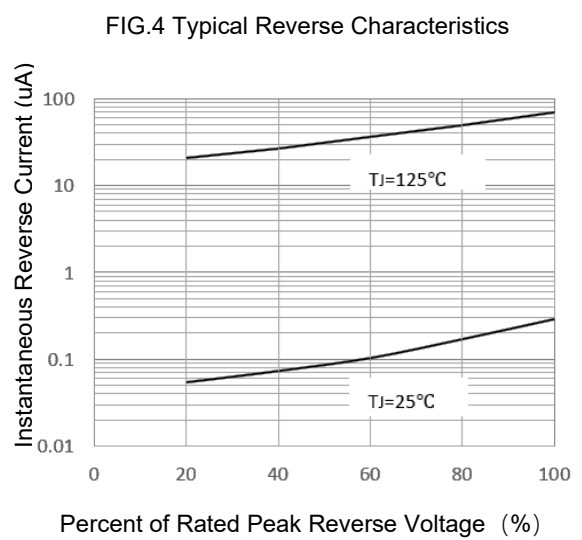 FIG.4 Typical Reverse Characteristics
Instantaneous Reverse Current (uA)
100
10
1
0.1
0.01
TJ=125℃
TJ=25℃
0 20 40 60 80 100
Percent of Rated Peak Reverse Voltage（%）